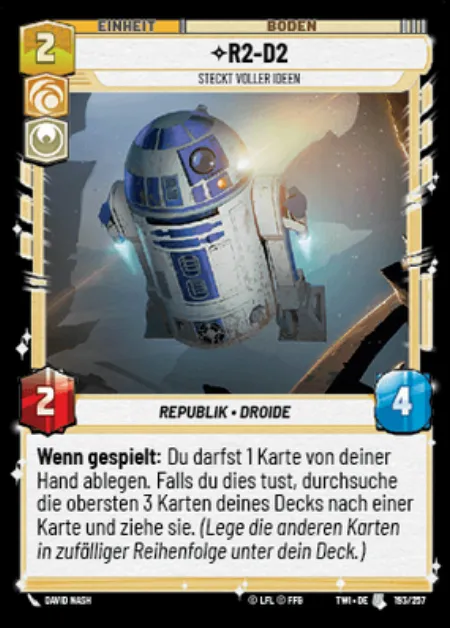 EINHEIT BODEN
2
✧R2-D2
STECKT VOLLER IDEEN
2
REPUBLIK • DROIDE
4
Wenn gespielt: Du darfst 1 Karte von deiner
Hand ablegen. Falls du dies tust, durchsuche
die obersten 3 Karten deines Decks nach einer
Karte und ziehe sie. (Lege die anderen Karten
in zufälliger Reihenfolge unter dein Deck.)
DAVID NASH © LFL © FFG TWI • DE 193/257